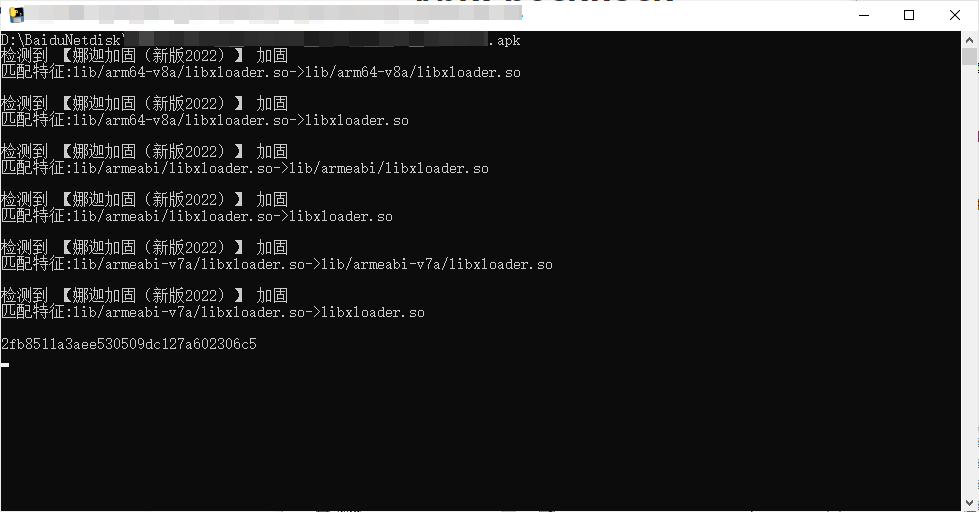 D:\BaiduNetdisk\
.apk
检测到 【娜迦加固（新版2022）】 加固
匹配特征:lib/arm64-v8a/libxloader.so->lib/arm64-v8a/libxloader.so
检测到 【娜迦加固（新版2022）】 加固
匹配特征:lib/arm64-v8a/libxloader.so->libxloader.so
检测到 【娜迦加固（新版2022）】 加固
匹配特征:lib/armeabi/libxloader.so->lib/armeabi/libxloader.so
检测到 【娜迦加固（新版2022）】 加固
匹配特征:lib/armeabi/libxloader.so->libxloader.so
检测到 【娜迦加固（新版2022）】 加固
匹配特征:lib/armeabi-v7a/libxloader.so->lib/armeabi-v7a/libxloader.so
检测到 【娜迦加固（新版2022）】 加固
匹配特征:lib/armeabi-v7a/libxloader.so->libxloader.so
2fb8511a3aee530509dc127a602306c5